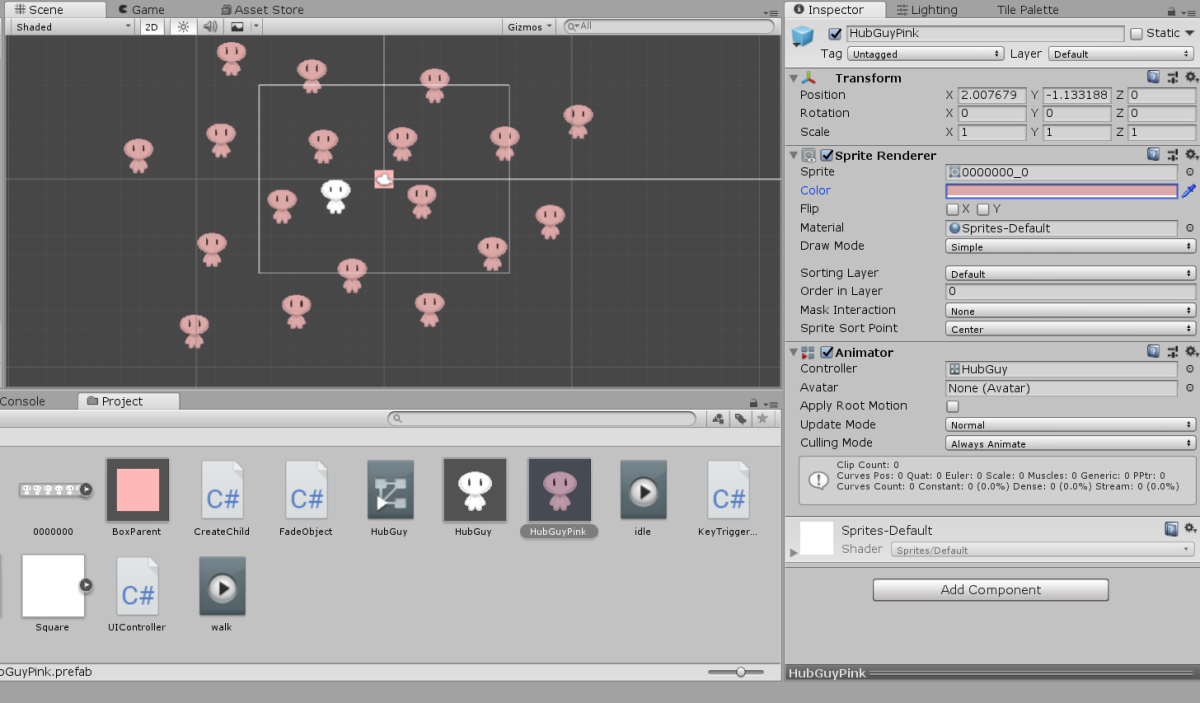 Scene Game Asset Store
Shaded 2D Gizmos All
Console Project
0000000 BoxParent CreateChild FadeObject HubGuy HubGuy HubGuyPink idle KeyTrigger...
C# C# C#
Square UIController walk
C#
bGuyPink.prefab
Inspector Lighting Tile Palette
HubGuyPink Static
Tag Untagged Layer Default
Transform
Position X 2.007679 Y -1.133188 Z 0
Rotation X 0 Y 0 Z 0
Scale X 1 Y 1 Z 1
Sprite Renderer
Sprite 0000000_0
Color
Flip X Y
Material Sprites-Default
Draw Mode Simple
Sorting Layer Default
Order in Layer 0
Mask Interaction None
Sprite Sort Point Center
Animator
Controller HubGuy
Avatar None (Avatar)
Apply Root Motion
Update Mode Normal
Culling Mode Always Animate
Clip Count: 0
Curves Pos: 0 Quat: 0 Euler: 0 Scale: 0 Muscles: 0 Generic: 0 PPtr: 0
Curves Count: 0 Constant: 0 (0.0%) Dense: 0 (0.0%) Stream: 0 (0.0%)
Sprites-Default
Shader Sprites/Default
Add Component
HubGuyPink